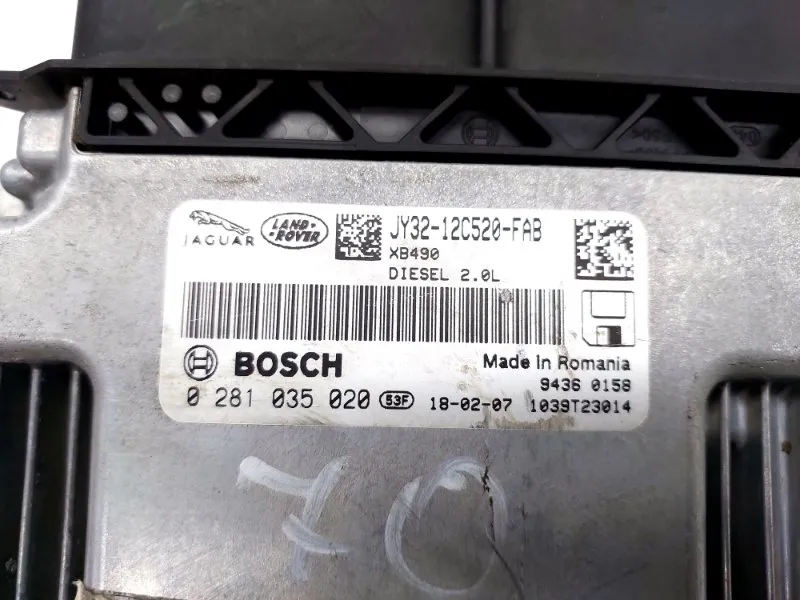 JAGUAR LAND-ROVER JY32-12C520-FAB
XB490
DIESEL 2.0L
BOSCH Made in Romania
9436 0158
0 281 035 020 53F 18-02-07 1039T23014
70